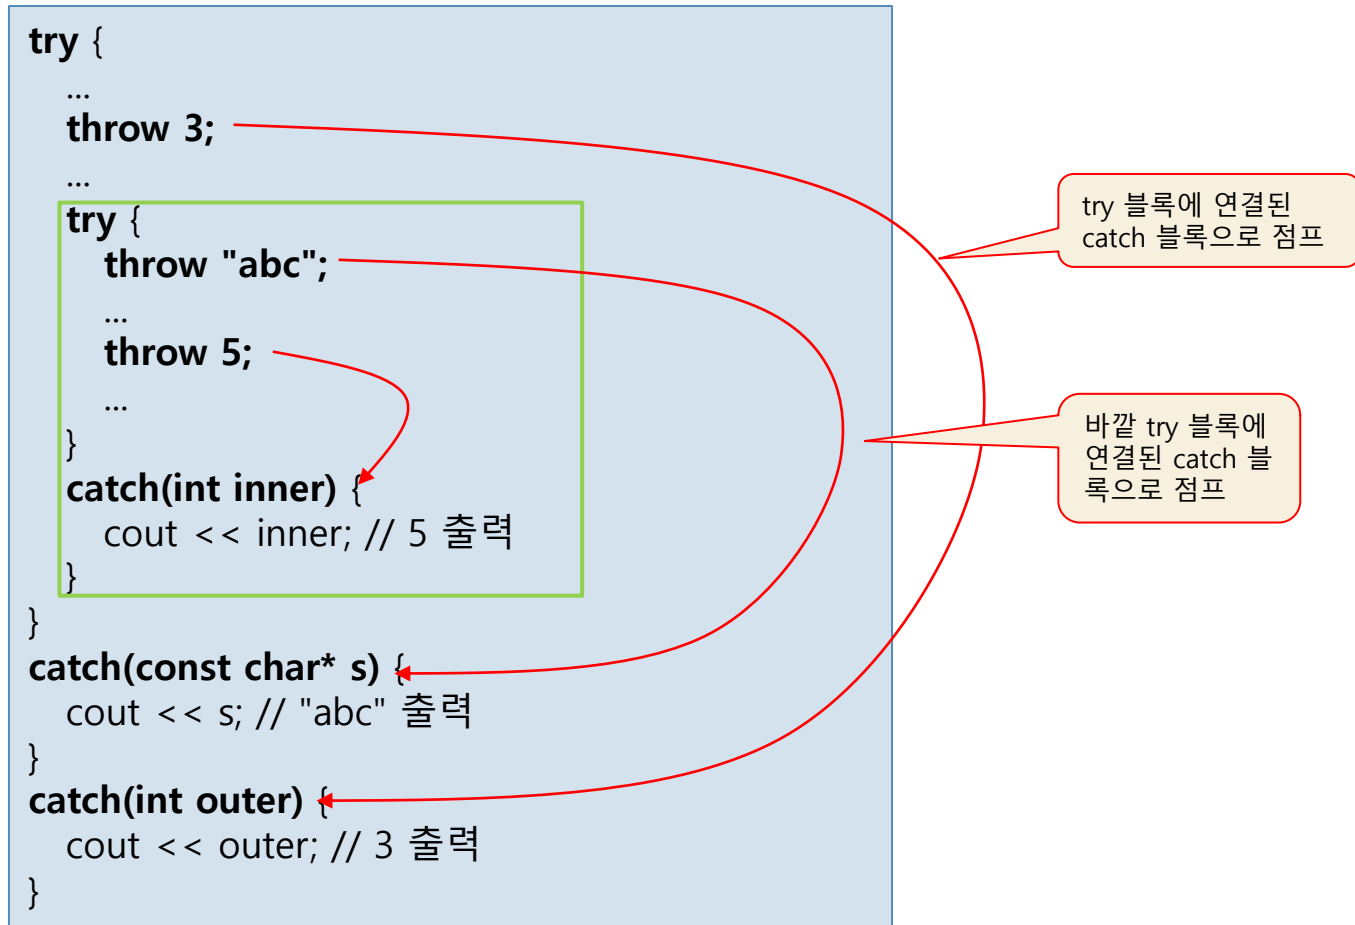 try {
...
throw 3;
...
try {
throw "abc";
...
throw 5;
...
}
catch(int inner) {
cout << inner; // 5 출력
}
}
catch(const char* s) {
cout << s; // "abc" 출력
}
catch(int outer) {
cout << outer; // 3 출력
}
try 블록에 연결된
catch 블록으로 점프
바깥 try 블록에
연결된 catch 블
록으로 점프